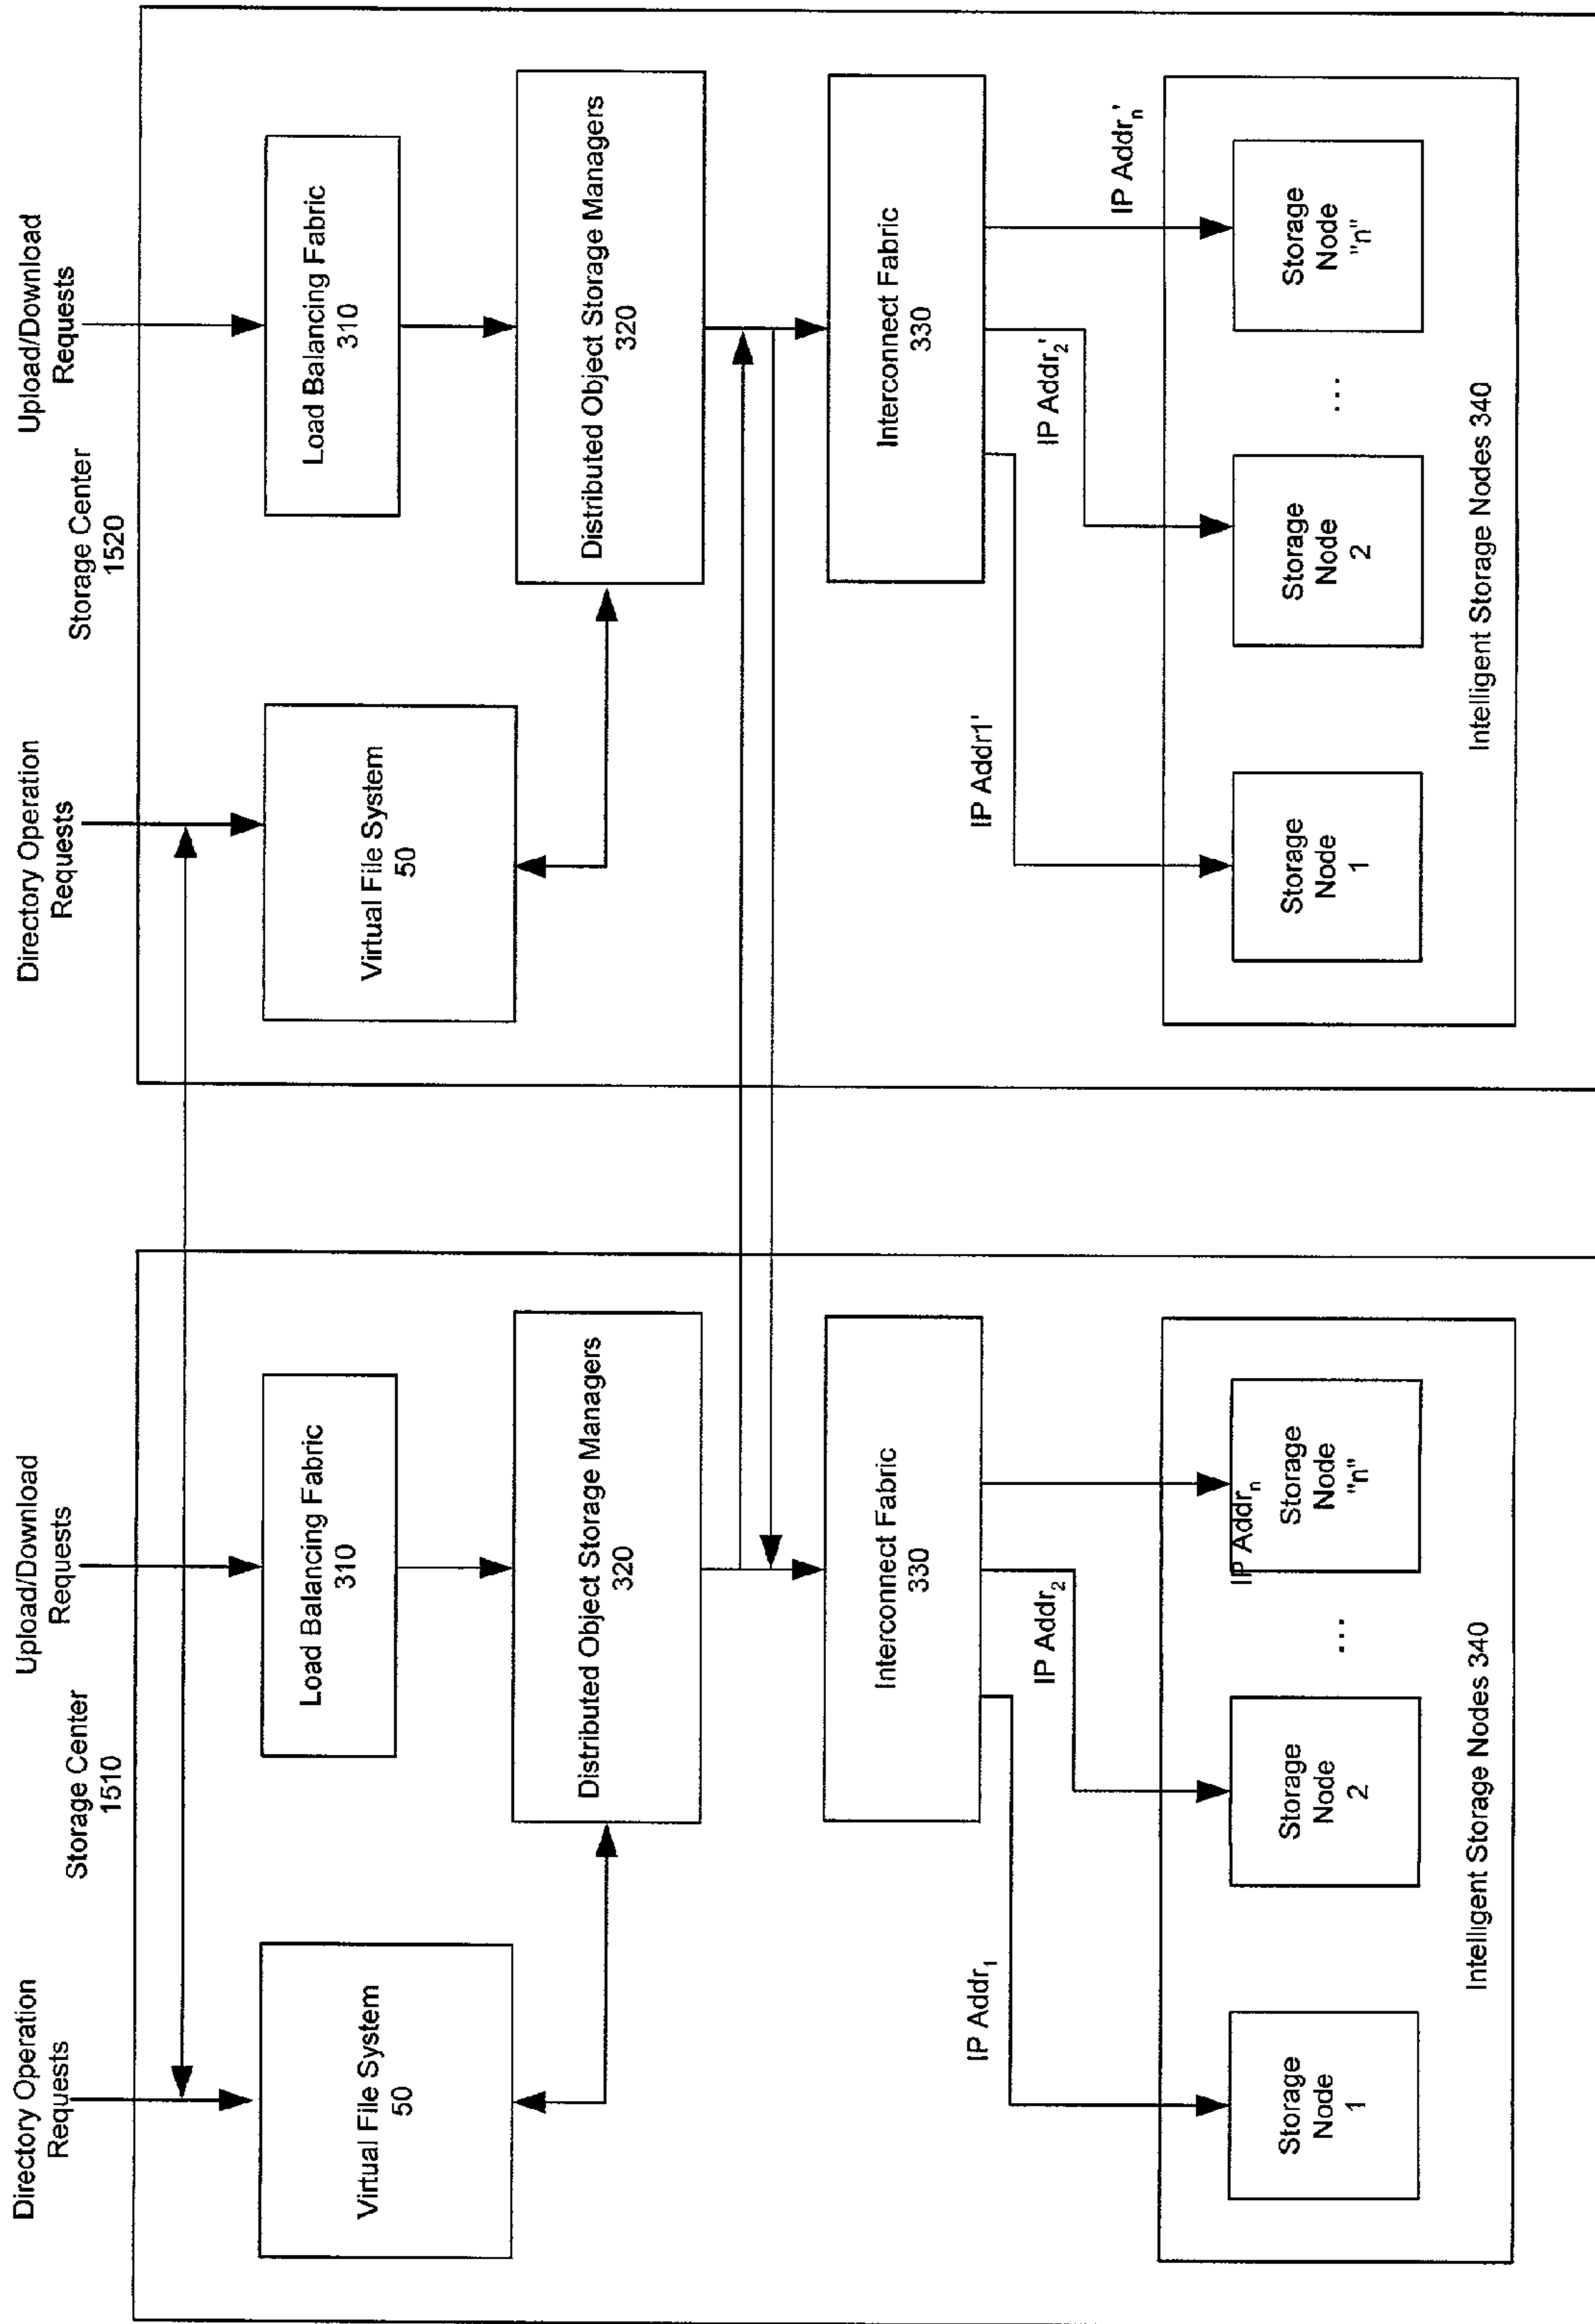 Directory Operation
Requests
Storage Center
1510
Upload/Download
Requests
Virtual File System
50
Load Balancing Fabric
310
Distributed Object Storage Managers
320
Interconnect Fabric
330
IP Addr1
IP Addr2
IP Addrn
Storage
Node
1
Storage
Node
2
...
Storage
Node
"n"
Intelligent Storage Nodes 340
Directory Operation
Requests
Storage Center
1520
Upload/Download
Requests
Virtual File System
50
Load Balancing Fabric
310
Distributed Object Storage Managers
320
Interconnect Fabric
330
IP Addr1'
IP Addr2'
IP Addrn'
Storage
Node
1
Storage
Node
2
...
Storage
Node
"n"
Intelligent Storage Nodes 340